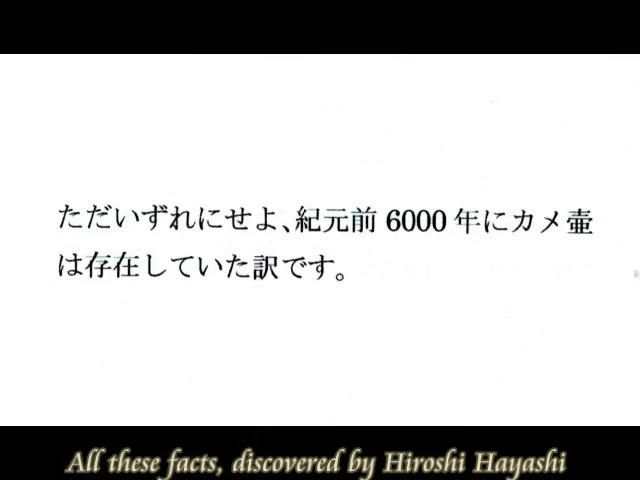 ただいずれにせよ、紀元前 6000 年にカメ壷
は存在していた訳です。
All these facts, discovered by Hiroshi Hayashi